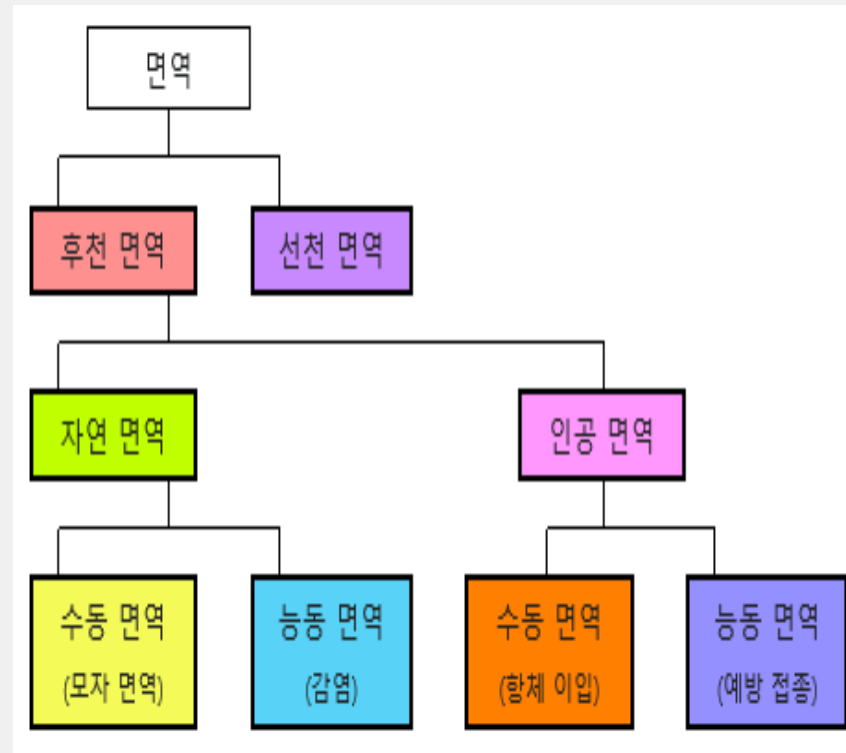 면역
후천 면역
선천 면역
자연 면역
인공 면역
수동 면역
(모자 면역)
능동 면역
(감염)
수동 면역
(항체 이입)
능동 면역
(예방 접종)